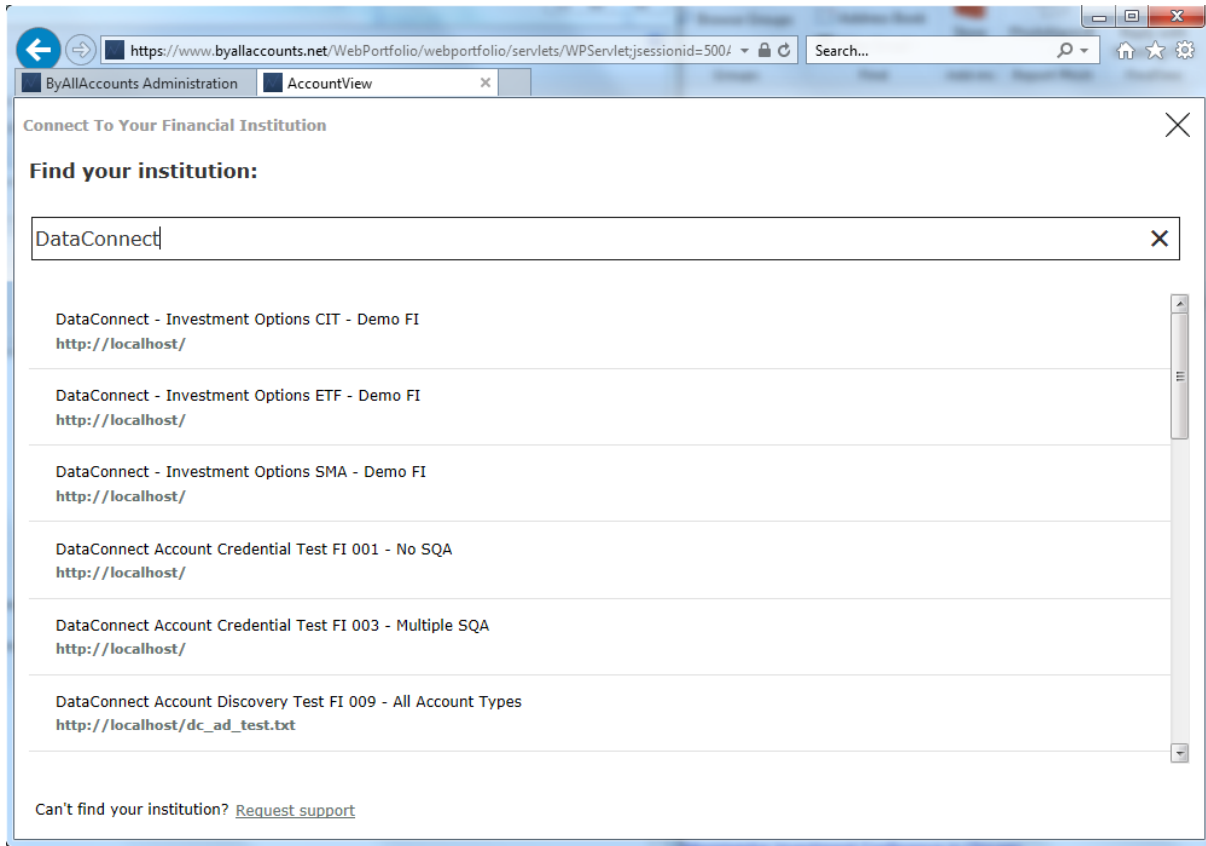 https://www.byallaccounts.net/WebPortfolio/webportfolio/servlets/WPServlet;jsessionid=500
Search...
ByAllAccounts Administration
AccountView
Connect To Your Financial Institution
Find your institution:
DataConnect
DataConnect - Investment Options CIT - Demo FI
http://localhost/
DataConnect - Investment Options ETF - Demo FI
http://localhost/
DataConnect - Investment Options SMA - Demo FI
http://localhost/
DataConnect Account Credential Test FI 001 - No SQA
http://localhost/
DataConnect Account Credential Test FI 003 - Multiple SQA
http://localhost/
DataConnect Account Discovery Test FI 009 - All Account Types
http://localhost/dc_ad_test.txt
Can't find your institution? Request support